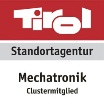 Tirol
Standortagentur
Mechatronik
Clustermitglied